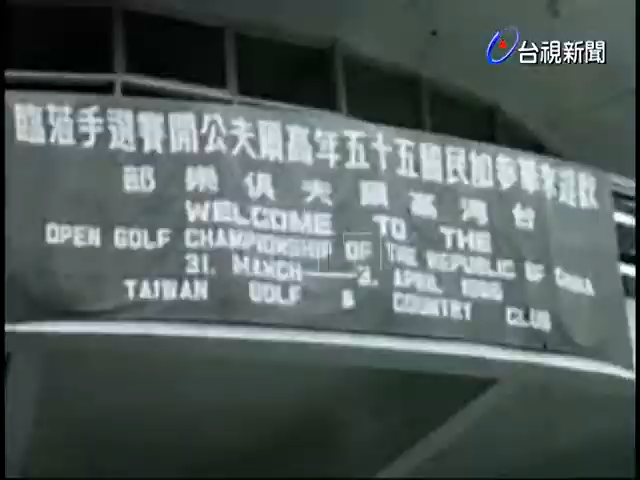 台視新聞
歡迎來華參加民國五十五年高爾夫公開賽選手蒞臨
台灣高爾夫俱樂部
WELCOME TO THE
OPEN GOLF CHAMPIONSHIP OF THE REPUBLIC OF CHINA
31. MARCH — 3. APRIL 1966
TAIWAN GOLF & COUNTRY CLUB